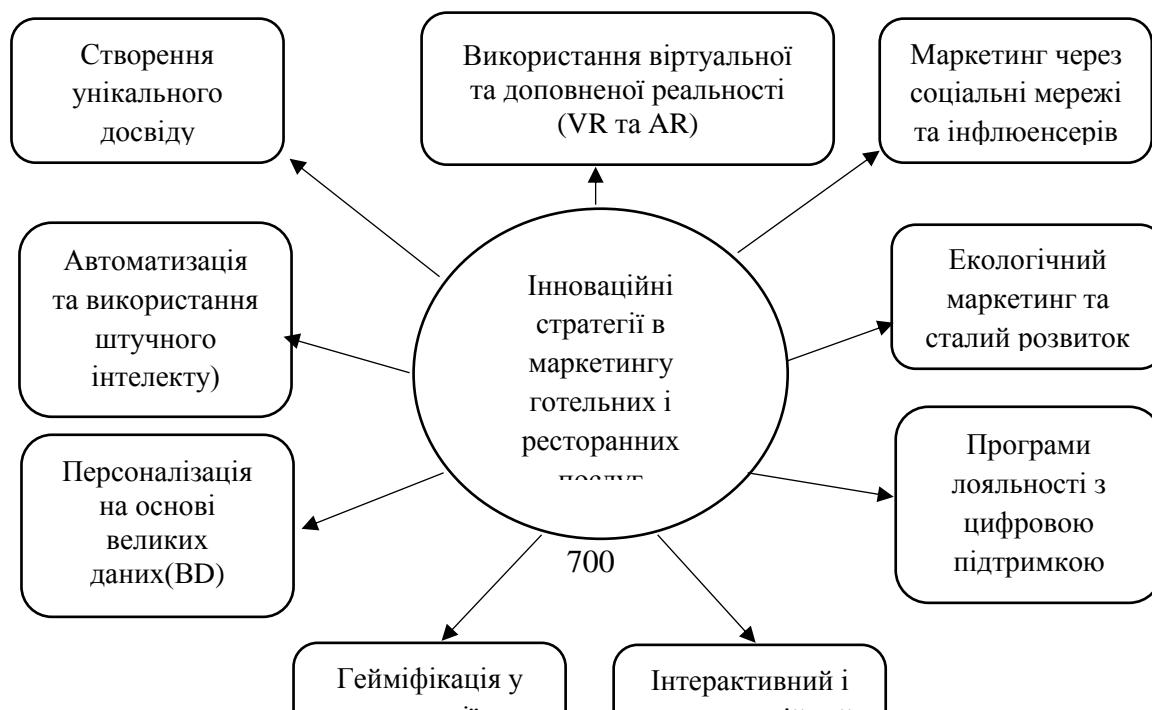 Створення
унікального
досвіду
Використання віртуальної
та доповненої реальності
(VR та AR)
Маркетинг через
соціальні мережі
та інфлюенсерів
Автоматизація
та використання
штучного
інтелекту)
Інноваційні
стратегії в
маркетингу
готельних і
ресторанних
послуг
Екологічний
маркетинг та
сталий розвиток
Персоналізація
на основі
великих
даних(BD)
Програми
лояльності з
цифровою
підтримкою
700
Гейміфікація у
Інтерактивний і